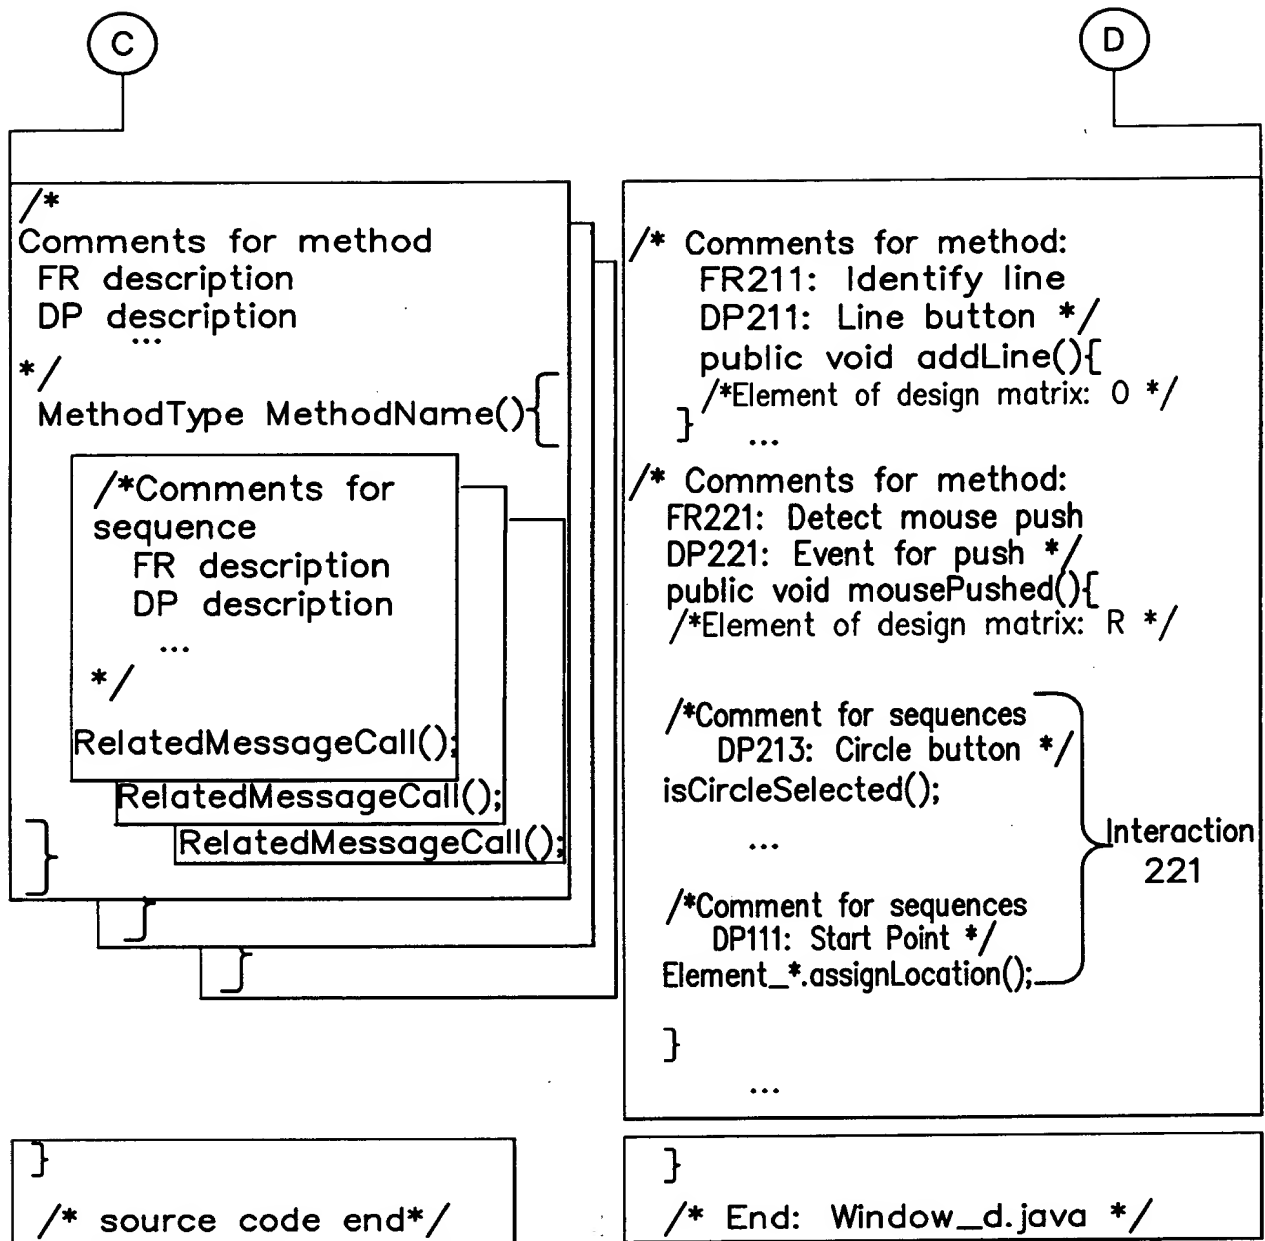 C
/*
Comments for method
FR description
DP description
...
*/
MethodType MethodName(){
/*Comments for
sequence
FR description
DP description
...
*/
RelatedMessageCall();
RelatedMessageCall();
RelatedMessageCall();
}
}
}
}
/* source code end*/
D
/* Comments for method:
FR211: Identify line
DP211: Line button */
public void addLine(){
/*Element of design matrix: O */
}
...
/* Comments for method:
FR221: Detect mouse push
DP221: Event for push */
public void mousePushed(){
/*Element of design matrix: R */
/*Comment for sequences
DP213: Circle button */
isCircleSelected();
...
/*Comment for sequences
DP111: Start Point */
Element_*.assignLocation();
Interaction
221
}
...
}
/* End: Window_d.java */